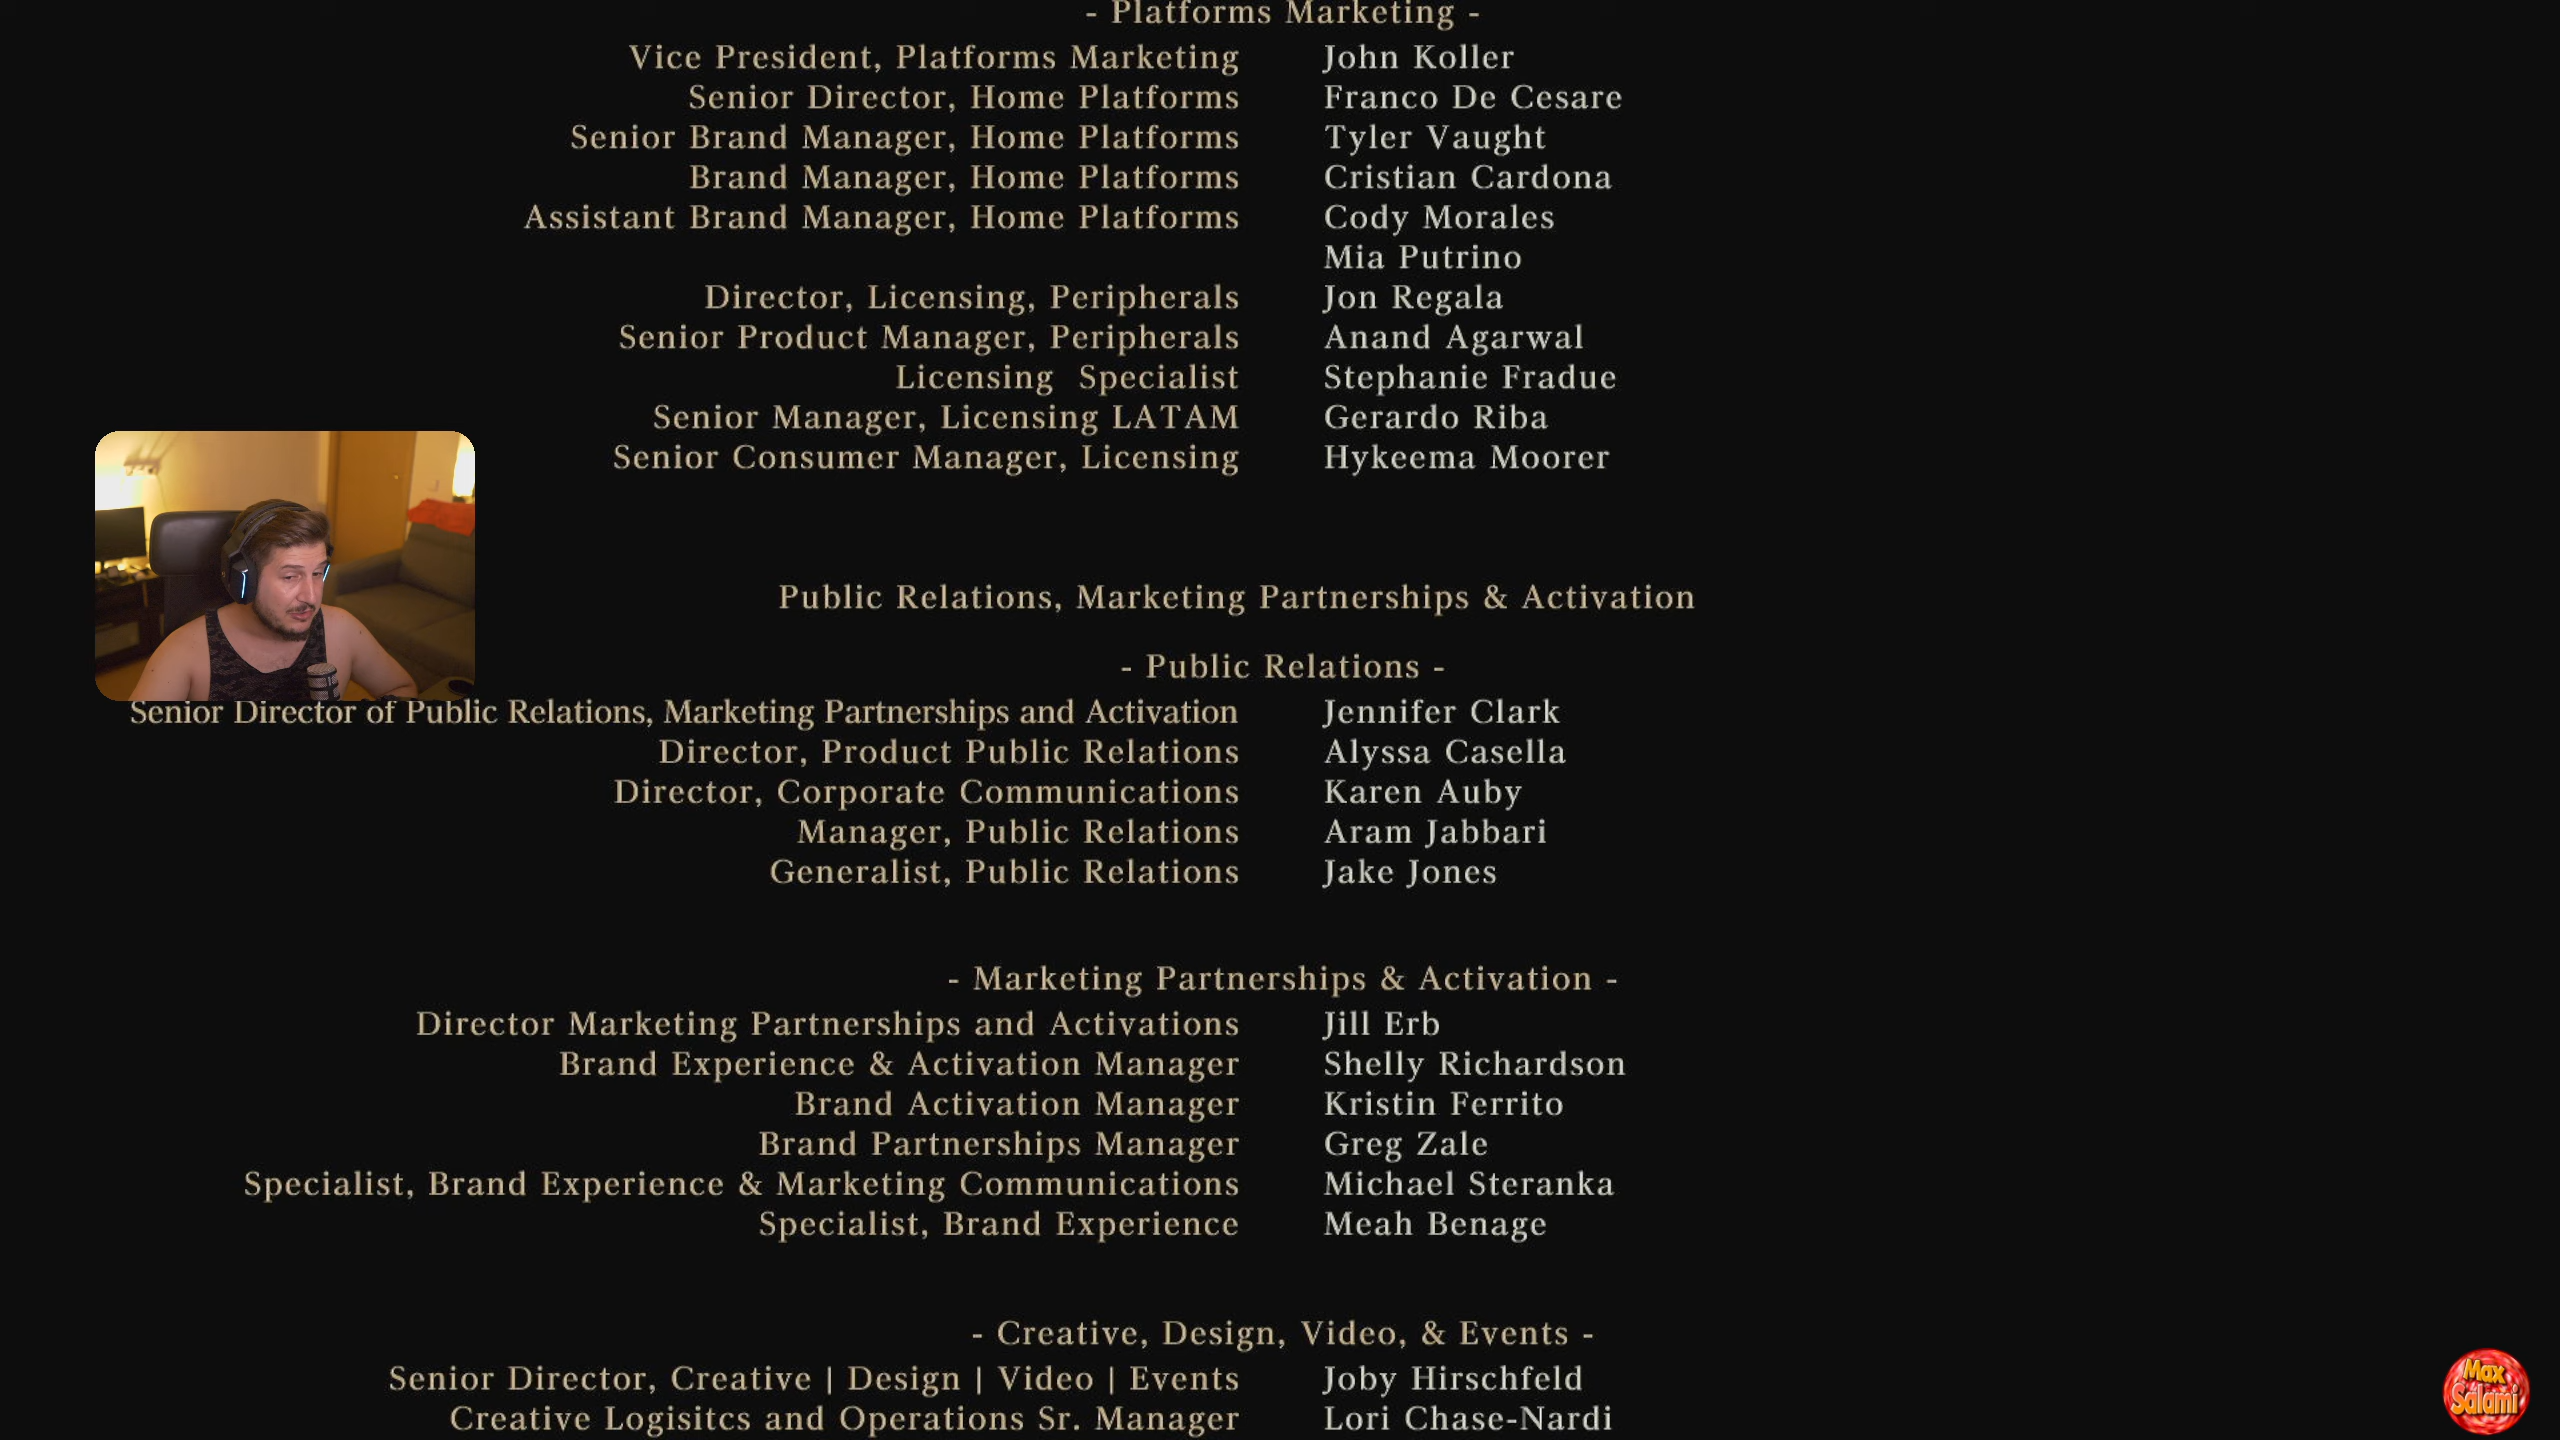 - Platforms Marketing -
Vice President, Platforms Marketing John Koller
Senior Director, Home Platforms Franco De Cesare
Senior Brand Manager, Home Platforms Tyler Vaught
Brand Manager, Home Platforms Cristian Cardona
Assistant Brand Manager, Home Platforms Cody Morales
Mia Putrino
Director, Licensing, Peripherals Jon Regala
Senior Product Manager, Peripherals Anand Agarwal
Licensing Specialist Stephanie Fradue
Senior Manager, Licensing LATAM Gerardo Riba
Senior Consumer Manager, Licensing Hykeema Moorer
Public Relations, Marketing Partnerships & Activation
- Public Relations -
Senior Director of Public Relations, Marketing Partnerships and Activation Jennifer Clark
Director, Product Public Relations Alyssa Casella
Director, Corporate Communications Karen Auby
Manager, Public Relations Aram Jabbari
Generalist, Public Relations Jake Jones
- Marketing Partnerships & Activation -
Director Marketing Partnerships and Activations Jill Erb
Brand Experience & Activation Manager Shelly Richardson
Brand Activation Manager Kristin Ferrito
Brand Partnerships Manager Greg Zale
Specialist, Brand Experience & Marketing Communications Michael Steranka
Specialist, Brand Experience Meah Benage
- Creative, Design, Video, & Events -
Senior Director, Creative | Design | Video | Events Joby Hirschfeld
Creative Logisitcs and Operations Sr. Manager Lori Chase-Nardi
Max
Salami